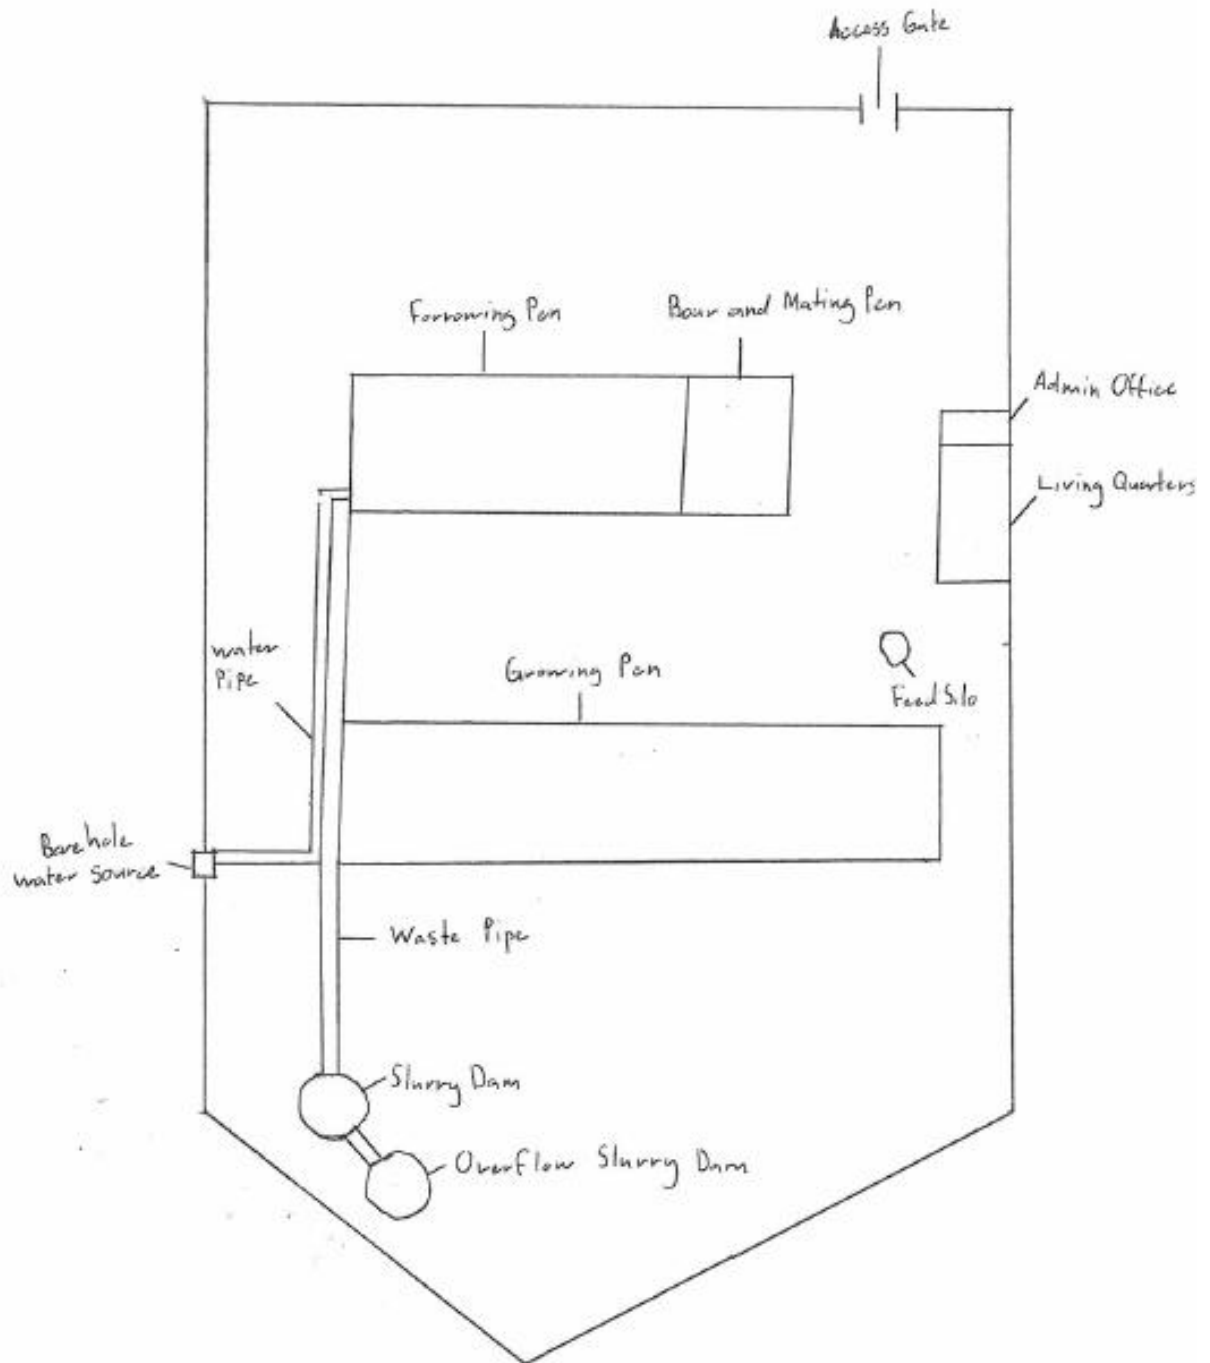 Access Gate
Farrowing Pen
Boar and Mating Pen
Admin Office
Living Quarters
water
Pipe
Growing Pen
Feed Silo
Borehole
water source
Waste Pipe
Slurry Dam
Overflow Slurry Dam